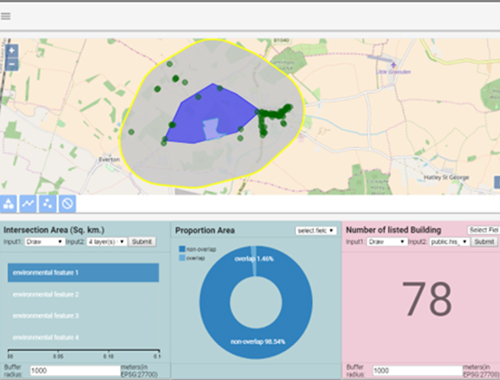 Little Gransden
Everton
Hatley St George
Intersection Area (Sq. km.)
Input1: Draw Input2: 4 layer(s) Submit
environmental feature 1
environmental feature 2
environmental feature 3
environmental feature 4
0.05 0.1
Buffer radius: 1000 meters(in EPSG:27700)
Proportion Area
select field
non-overlap
overlap
overlap 1.46%
non-overlap 98.54%
Number of listed Building
Select Fiel
Input1: Draw Input2: public.his_ Submit
78
Buffer radius: 1000 meters(in EPSG:27700)